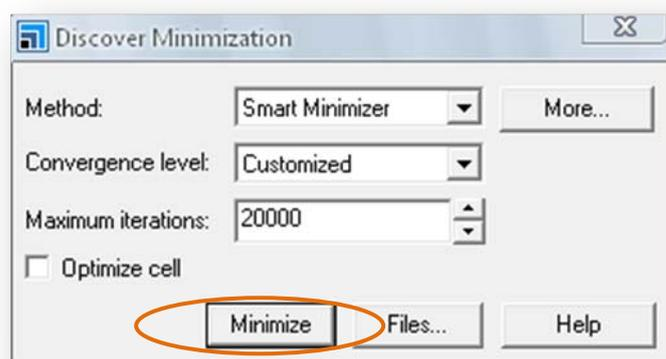 Discover Minimization
Method: Smart Minimizer More...
Convergence level: Customized
Maximum iterations: 20000
Optimize cell
Minimize Files... Help